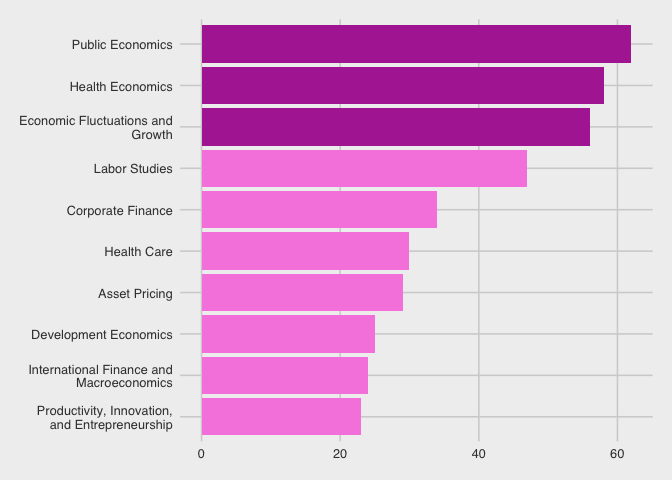 Public Economics
Health Economics
Economic Fluctuations and
Growth
Labor Studies
Corporate Finance
Health Care
Asset Pricing
Development Economics
International Finance and
Macroeconomics
Productivity, Innovation,
and Entrepreneurship
0 20 40 60